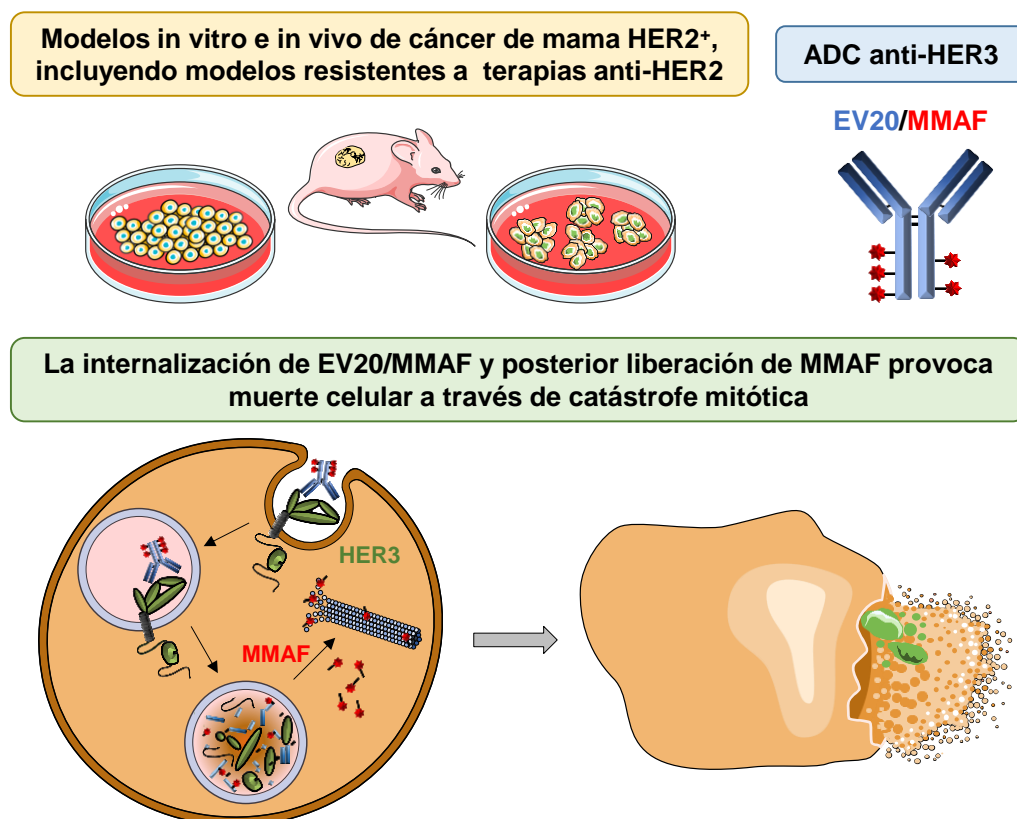 Modelos in vitro e in vivo de cáncer de mama HER2⁺,
incluyendo modelos resistentes a terapias anti-HER2
ADC anti-HER3
EV20/MMAF
La internalización de EV20/MMAF y posterior liberación de MMAF provoca
muerte celular a través de catástrofe mitótica
HER3
MMAF